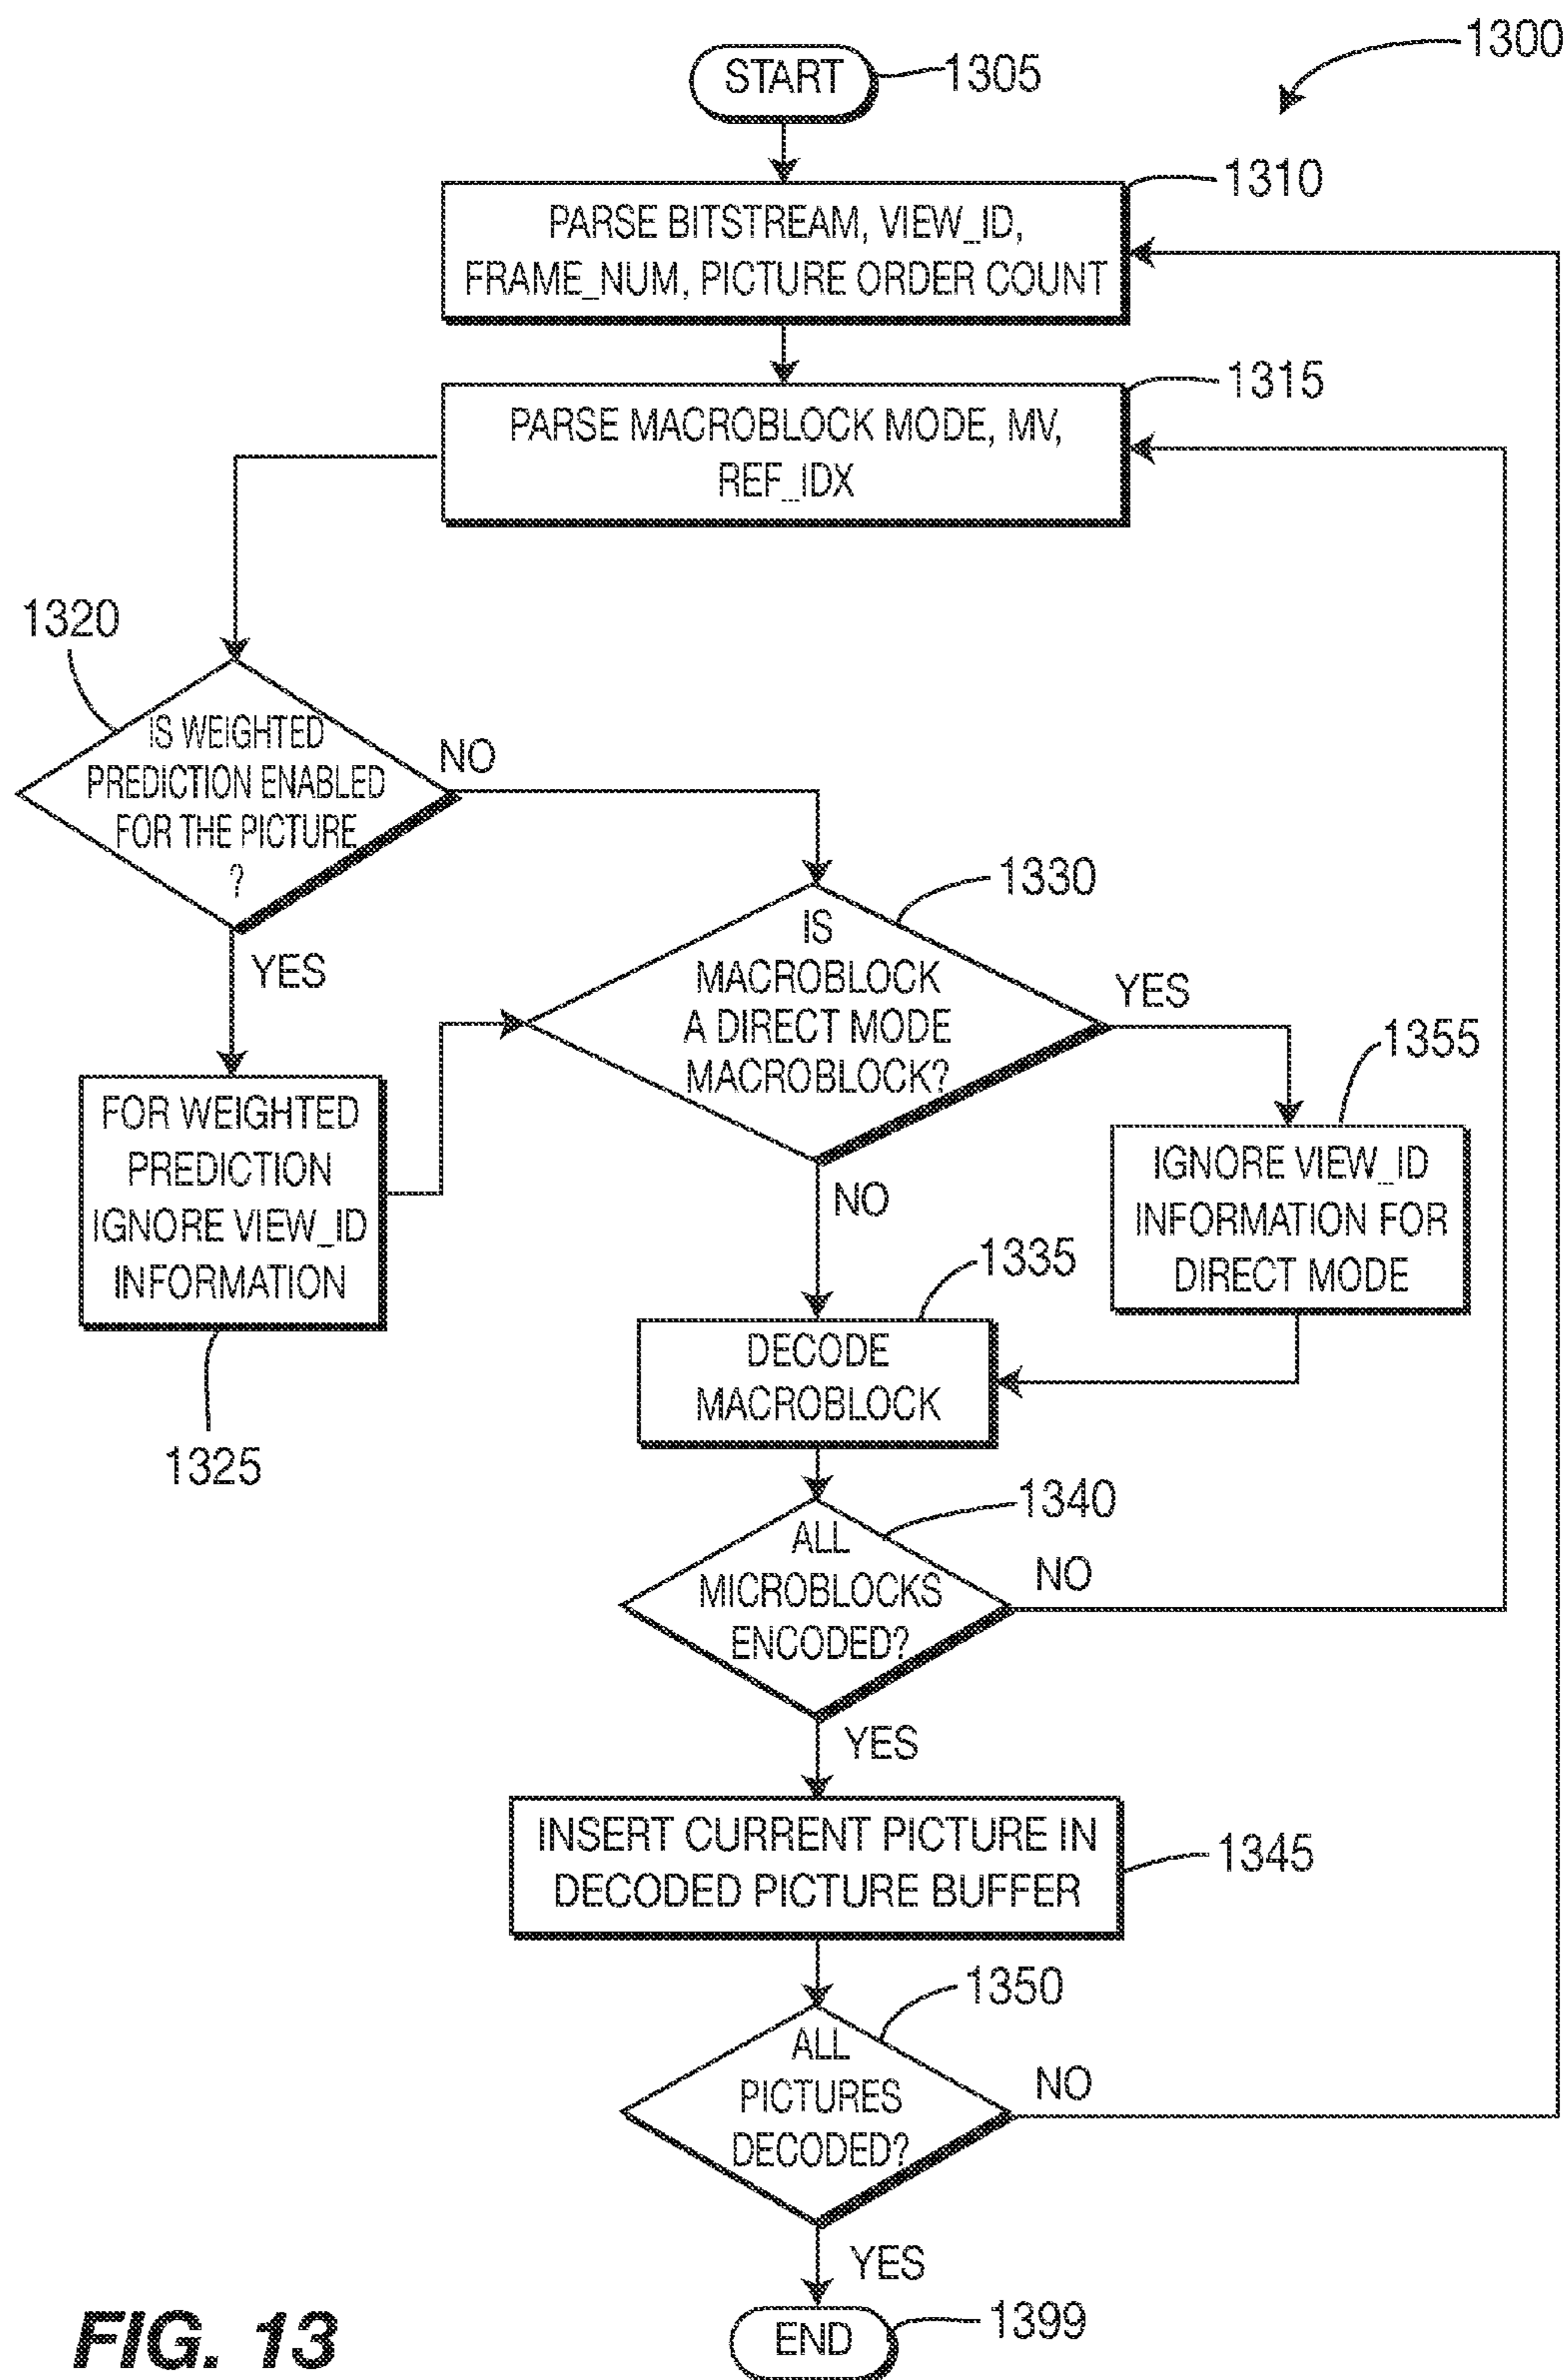 1300
START
1305
1310
PARSE BITSTREAM, VIEW_ID,
FRAME_NUM, PICTURE ORDER COUNT
1315
PARSE MACROBLOCK MODE, MV,
REF_IDX
1320
IS WEIGHTED
PREDICTION ENABLED
FOR THE PICTURE
?
NO
YES
1330
IS
MACROBLOCK
A DIRECT MODE
MACROBLOCK?
YES
NO
1355
FOR WEIGHTED
PREDICTION
IGNORE VIEW_ID
INFORMATION
1325
IGNORE VIEW_ID
INFORMATION FOR
DIRECT MODE
1335
DECODE
MACROBLOCK
1340
ALL
MICROBLOCKS
ENCODED?
NO
YES
INSERT CURRENT PICTURE IN
DECODED PICTURE BUFFER
1345
1350
ALL
PICTURES
DECODED?
NO
YES
END
1399
FIG. 13